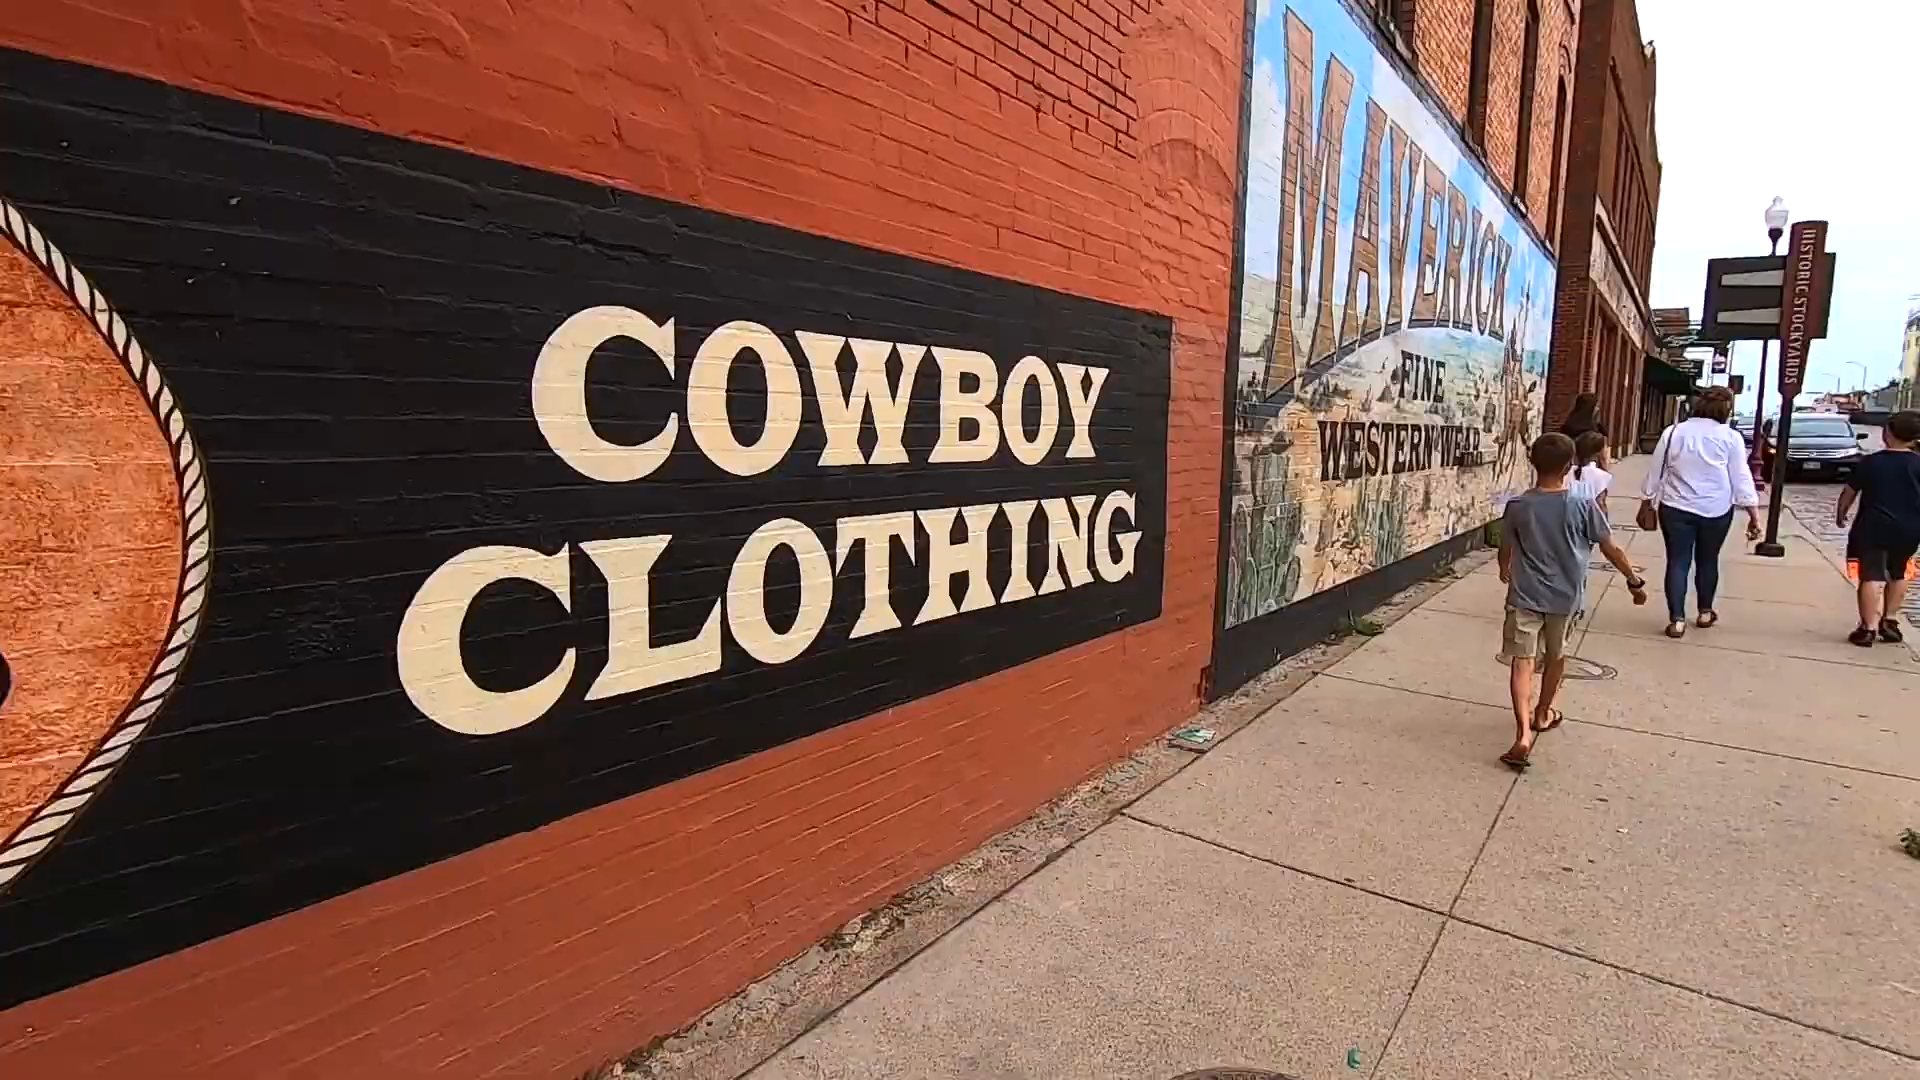 COWBOY
CLOTHING
MAVERICK
FINE
WESTERN WEAR
HISTORIC STOCKYARDS